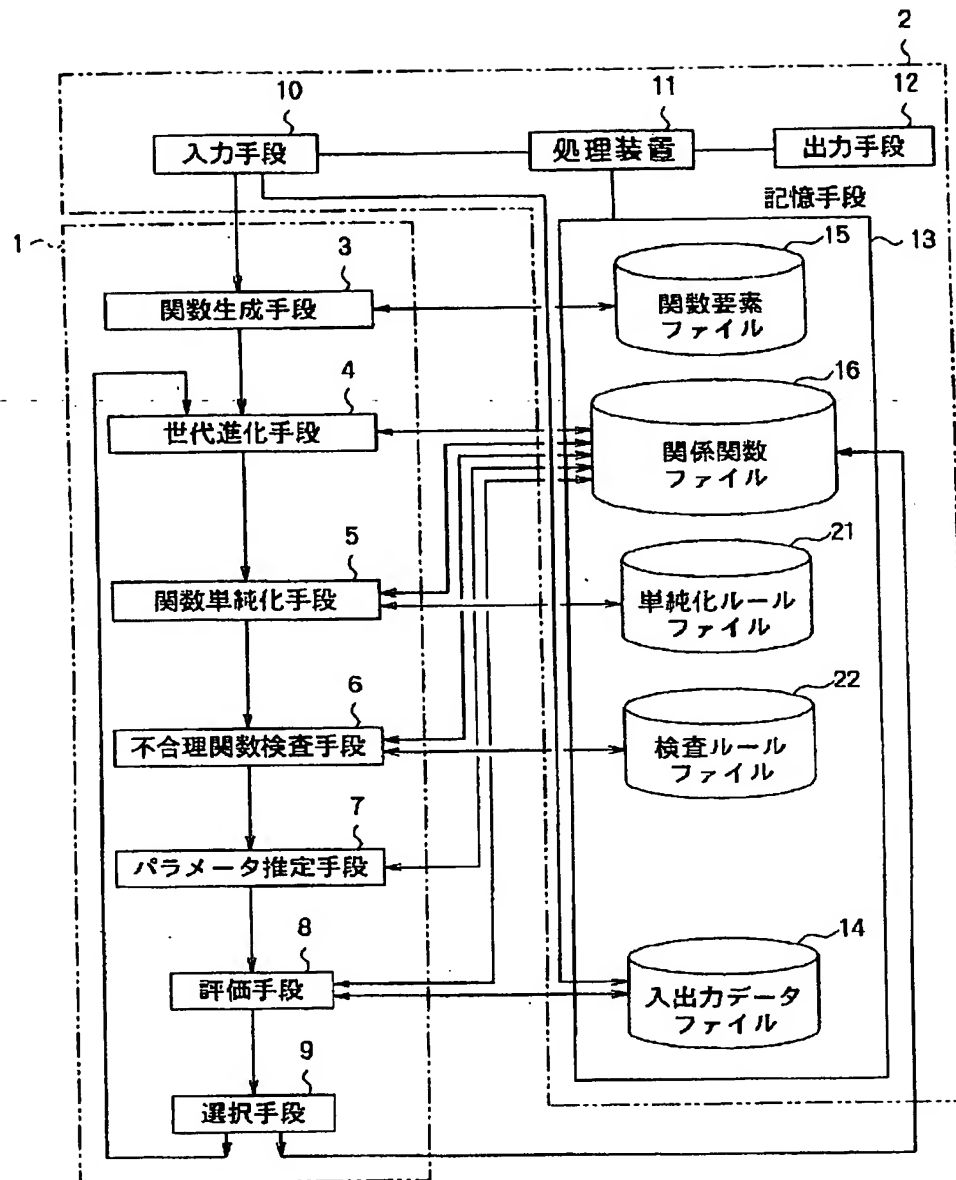 2
10
11
12
入力手段
処理装置
出力手段
記憶手段
1
3
15
13
関数生成手段
関数要素
ファイル
4
16
世代進化手段
関係関数
ファイル
5
21
関数単純化手段
単純化ルール
ファイル
6
22
不合理関数検査手段
検査ルール
ファイル
7
パラメータ推定手段
8
14
評価手段
入出力データ
ファイル
9
選択手段